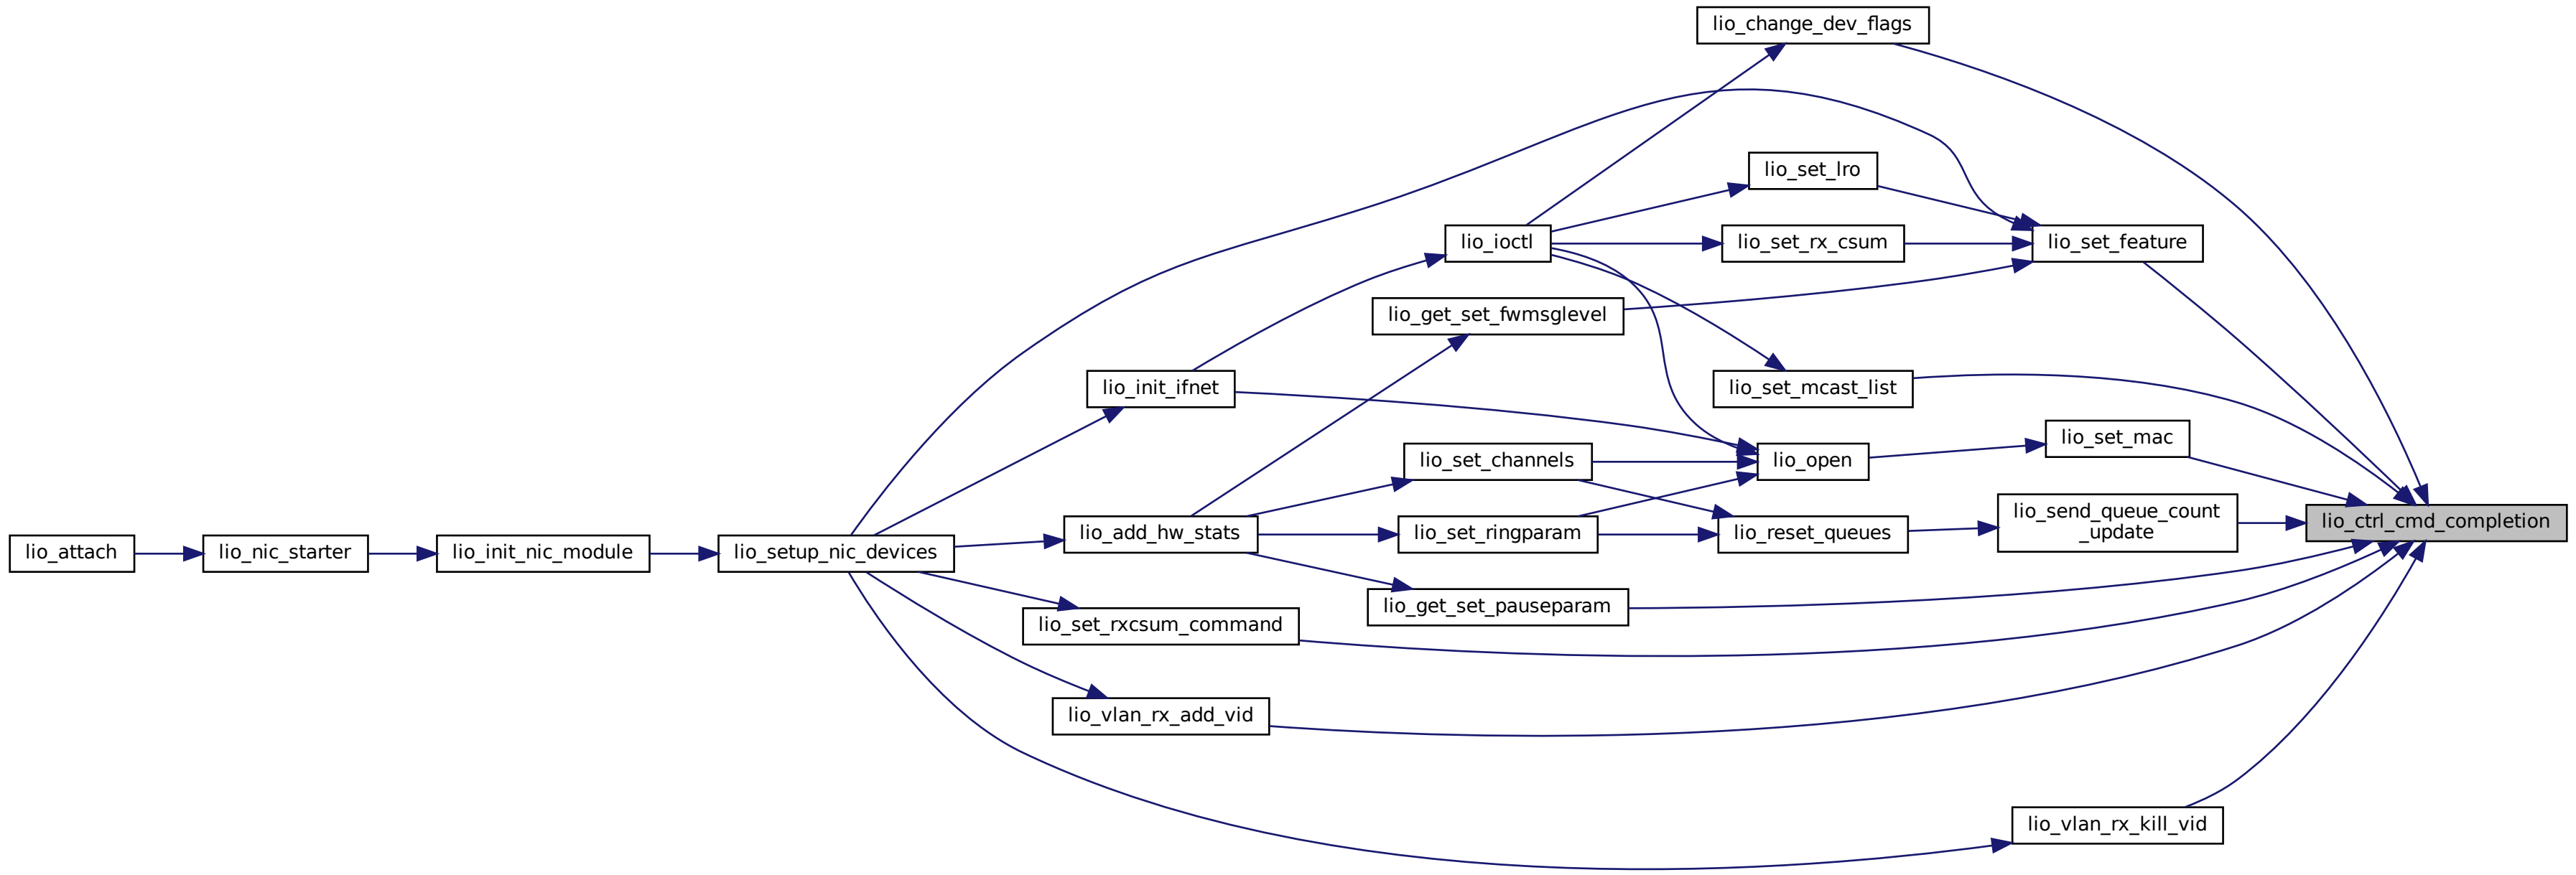 lio_change_dev_flags
lio_set_lro
lio_ioctl
lio_set_rx_csum
lio_set_feature
lio_get_set_fwmsglevel
lio_init_ifnet
lio_set_mcast_list
lio_set_mac
lio_set_channels
lio_open
lio_send_queue_count
_update
lio_ctrl_cmd_completion
lio_attach
lio_nic_starter
lio_init_nic_module
lio_setup_nic_devices
lio_add_hw_stats
lio_set_ringparam
lio_reset_queues
lio_get_set_pauseparam
lio_set_rxcsum_command
lio_vlan_rx_add_vid
lio_vlan_rx_kill_vid